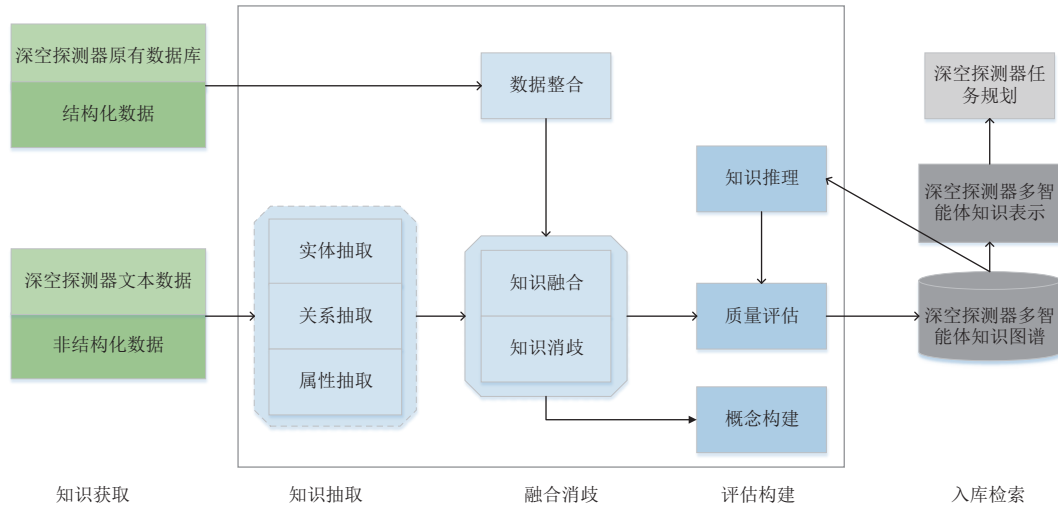 深空探测器原有数据库
结构化数据
数据整合
深空探测器任
务规划
知识推理
深空探测器多智
能体知识表示
深空探测器文本数据
非结构化数据
实体抽取
关系抽取
属性抽取
知识融合
知识消歧
质量评估
深空探测器多智
能体知识图谱
概念构建
知识获取
知识抽取
融合消歧
评估构建
入库检索